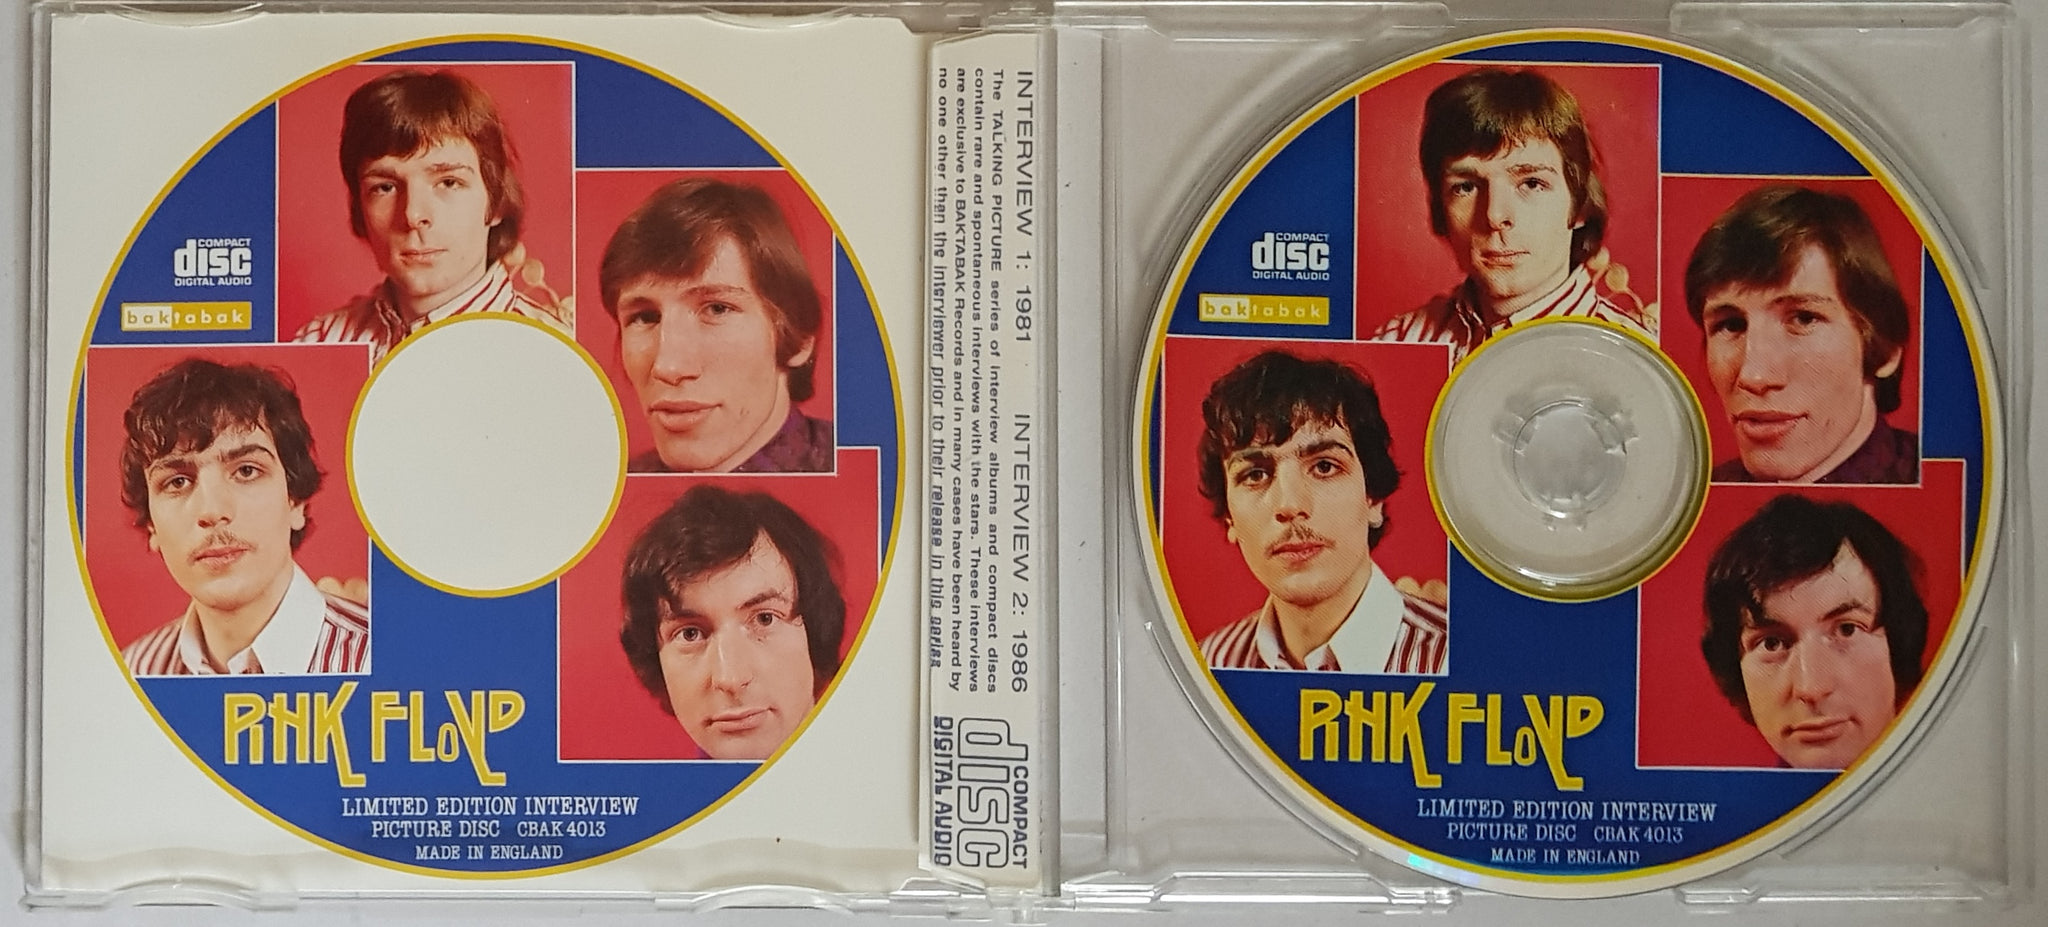 COMPACT
disc
DIGITAL AUDIO
baktabak
PINK FLOYD
LIMITED EDITION INTERVIEW
PICTURE DISC CBAK 4013
MADE IN ENGLAND
INTERVIEW 1: 1981 INTERVIEW 2: 1986
The TALKING PICTURE series of interview albums and compact discs
contain rare and spontaneous interviews with the stars. These interviews
are exclusive to BAKTABAK Records and in many cases have been heard by
no one other than the interviewer prior to their release in this series
COMPACT
disc
DIGITAL AUDIO
COMPACT
disc
DIGITAL AUDIO
baktabak
PINK FLOYD
LIMITED EDITION INTERVIEW
PICTURE DISC CBAK 4013
MADE IN ENGLAND